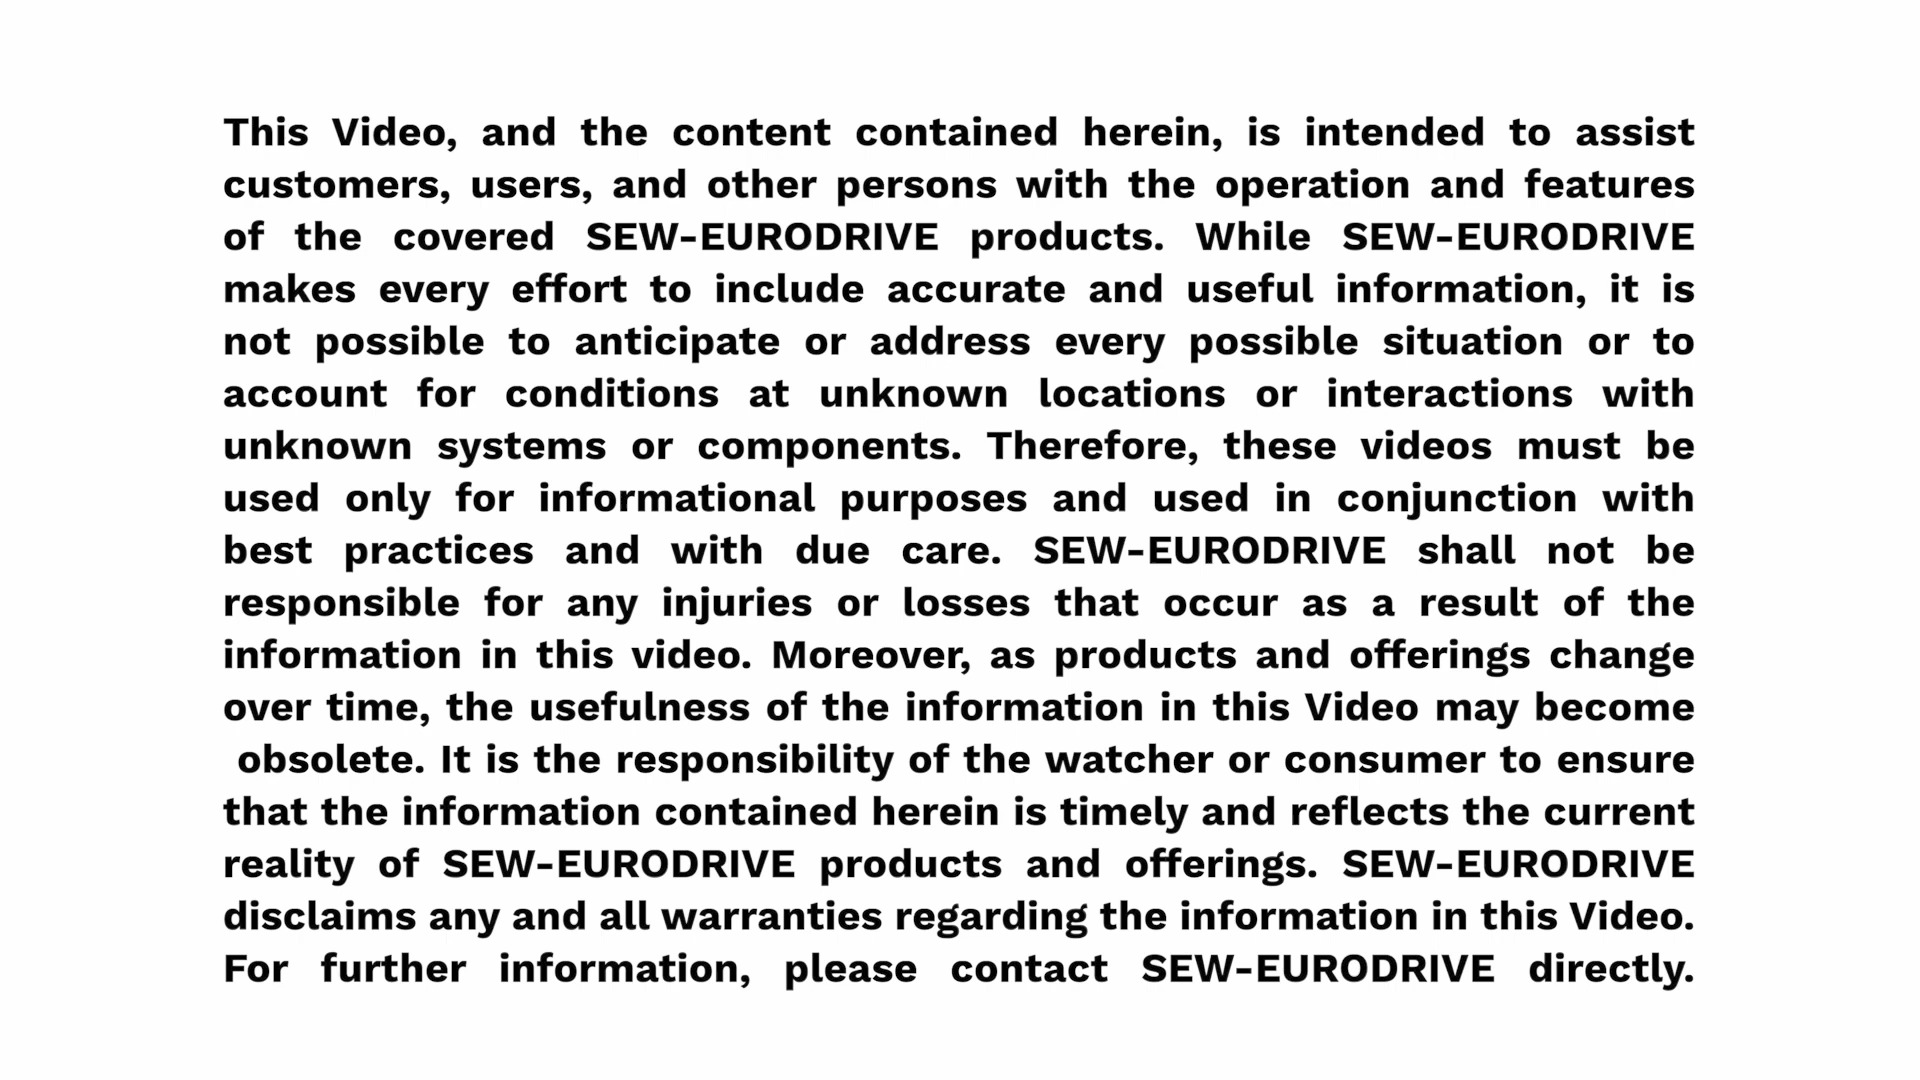 This Video, and the content contained herein, is intended to assist
customers, users, and other persons with the operation and features
of the covered SEW-EURODRIVE products. While SEW-EURODRIVE
makes every effort to include accurate and useful information, it is
not possible to anticipate or address every possible situation or to
account for conditions at unknown locations or interactions with
unknown systems or components. Therefore, these videos must be
used only for informational purposes and used in conjunction with
best practices and with due care. SEW-EURODRIVE shall not be
responsible for any injuries or losses that occur as a result of the
information in this video. Moreover, as products and offerings change
over time, the usefulness of the information in this Video may become
obsolete. It is the responsibility of the watcher or consumer to ensure
that the information contained herein is timely and reflects the current
reality of SEW-EURODRIVE products and offerings. SEW-EURODRIVE
disclaims any and all warranties regarding the information in this Video.
For further information, please contact SEW-EURODRIVE directly.